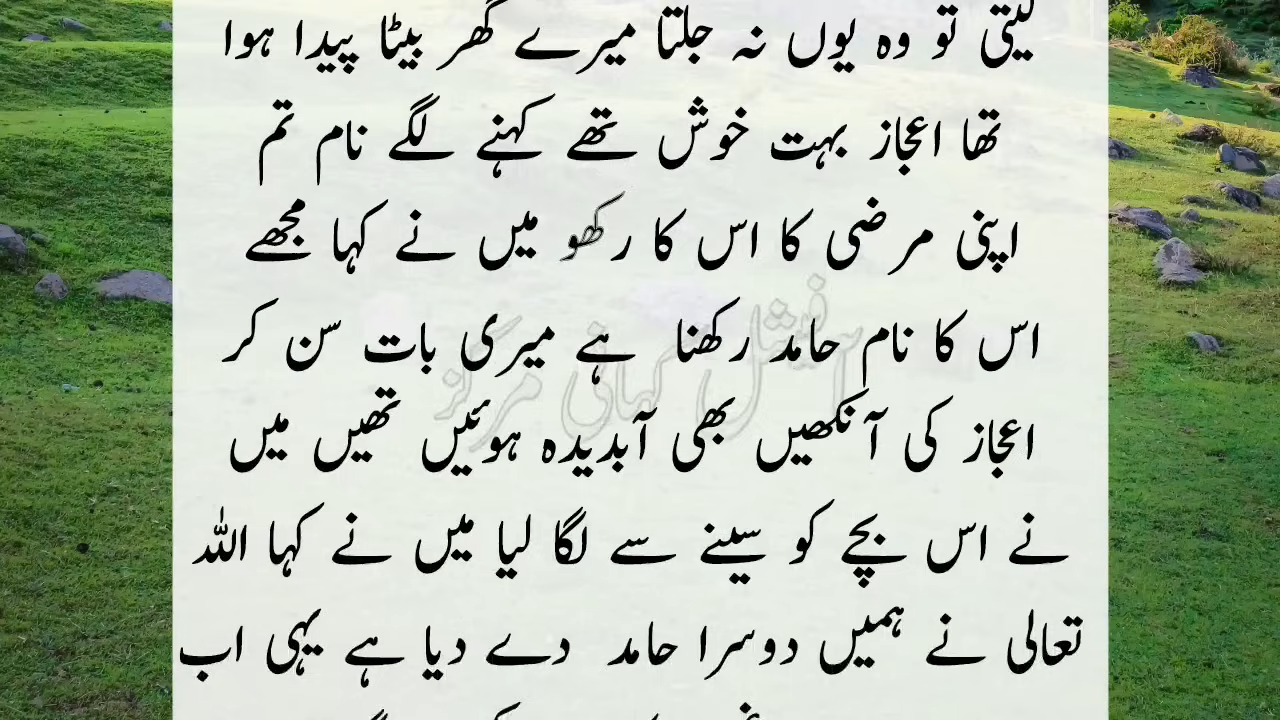 لیتی تو وہ یوں نہ جلتا میرے گھر بیٹا پیدا ہوا
تھا اعجاز بہت خوش تھے کہنے لگے نام تم
اپنی مرضی کا اس کا رکھو میں نے کہا مجھے
اس کا نام حامد رکھنا ہے میری بات سن کر
اعجاز کی آنکھیں بھی آبدیدہ ہوئیں تھیں میں
نے اس بچے کو سینے سے لگا لیا میں نے کہا اللہ
تعالی نے ہمیں دوسرا حامد دے دیا ہے یہی اب
آفیشل کہانی مرکز